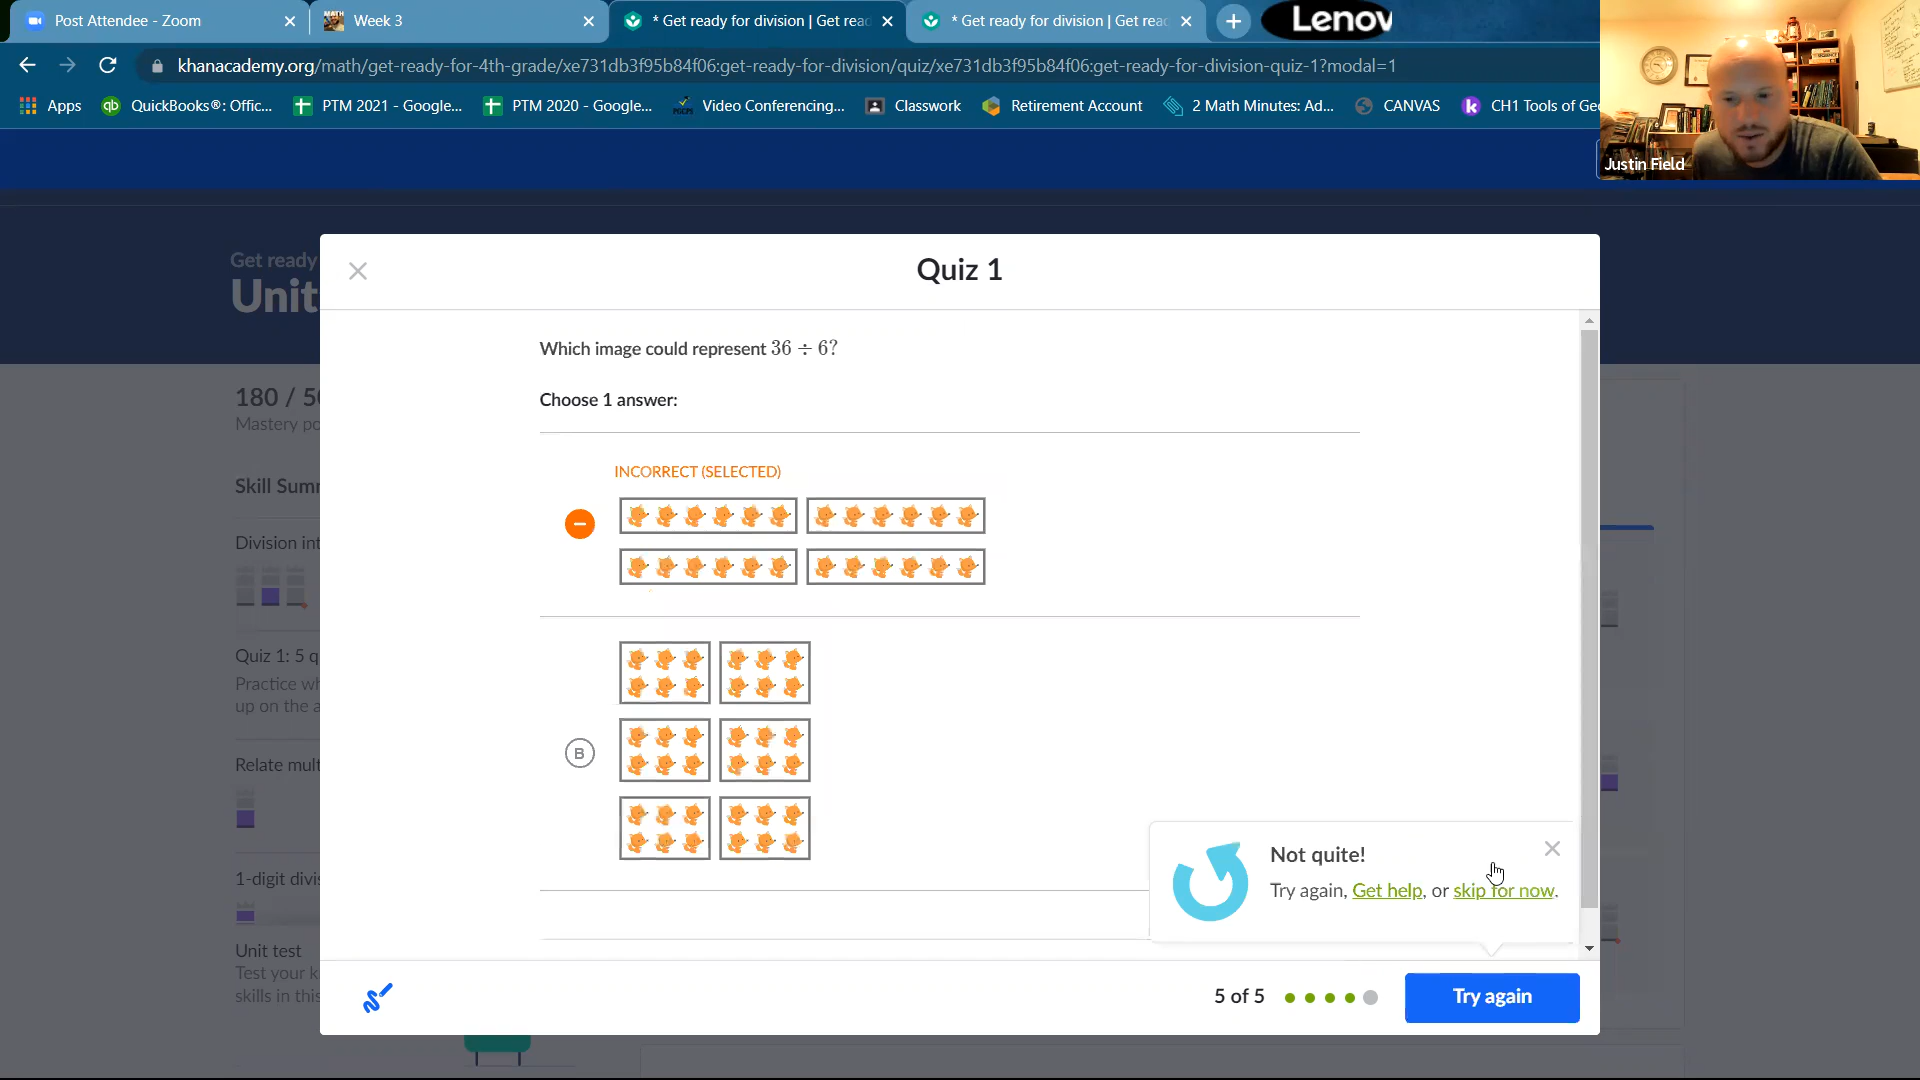 Post Attendee - Zoom
Week 3
* Get ready for division | Get read
* Get ready for division | Get read
Lenov
khanacademy.org/math/get-ready-for-4th-grade/xe731db3f95b84f06:get-ready-for-division/quiz/xe731db3f95b84f06:get-ready-for-division-quiz-1?modal=1
Apps
QuickBooks®: Offic...
PTM 2021 - Google...
PTM 2020 - Google...
Video Conferencing...
Classwork
Retirement Account
2 Math Minutes: Ad...
CANVAS
CH1 Tools of Geo
Justin Field
Get ready
Unit
Quiz 1
Which image could represent 36 ÷ 6?
Choose 1 answer:
INCORRECT (SELECTED)
B
180 / 50
Mastery po
Skill Summ
Division int
Quiz 1: 5 q
Practice wh
up on the a
Relate mult
1-digit divis
Unit test
Test your k
skills in this
Not quite!
Try again, Get help, or skip for now.
5 of 5
Try again